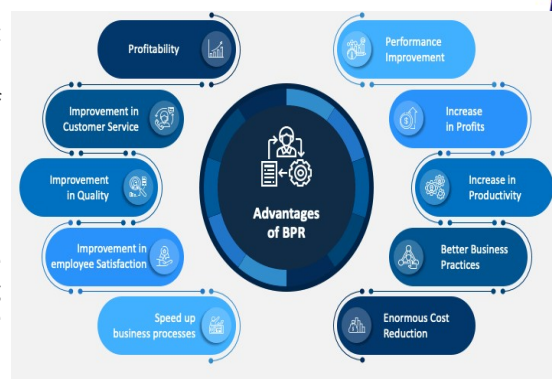 Profitability
Improvement in
Customer Service
Improvement
in Quality
Improvement in
employee Satisfaction
Speed up
business processes
Advantages
of BPR
Performance
Improvement
Increase
in Profits
Increase in
Productivity
Better Business
Practices
Enormous Cost
Reduction